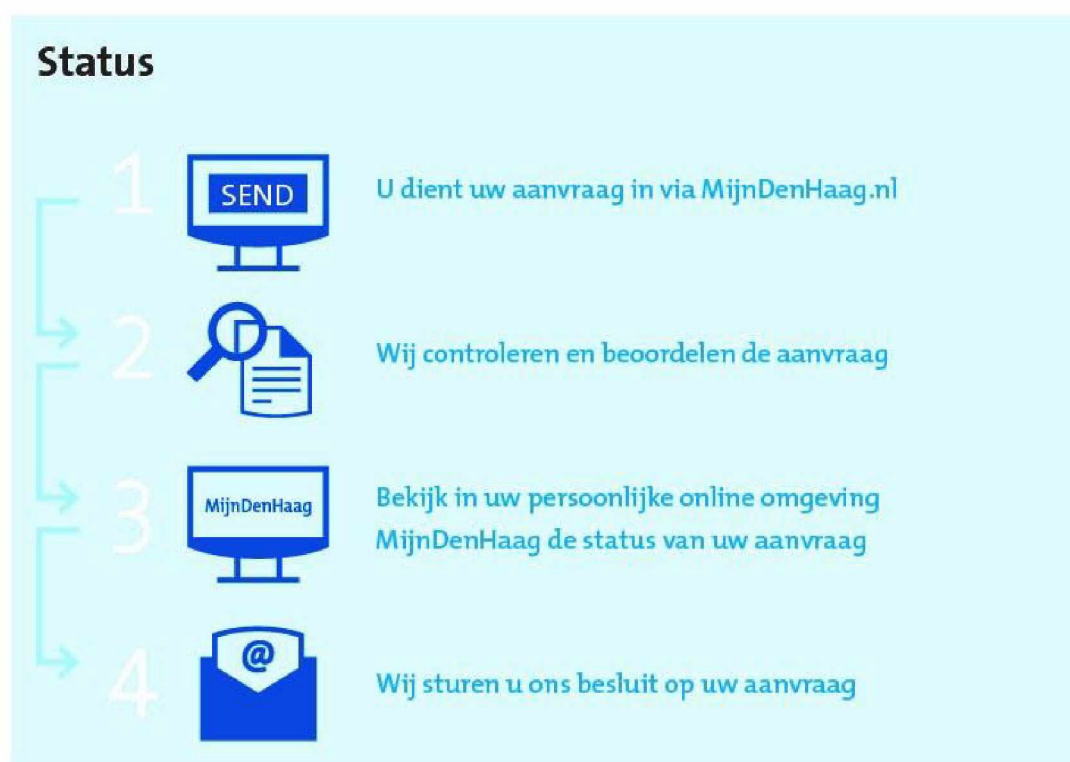 Status
1
SEND
U dient uw aanvraag in via MijnDenHaag.nl
2
Wij controleren en beoordelen de aanvraag
3
MijnDenHaag
Bekijk in uw persoonlijke online omgeving
MijnDenHaag de status van uw aanvraag
4
@
Wij sturen u ons besluit op uw aanvraag